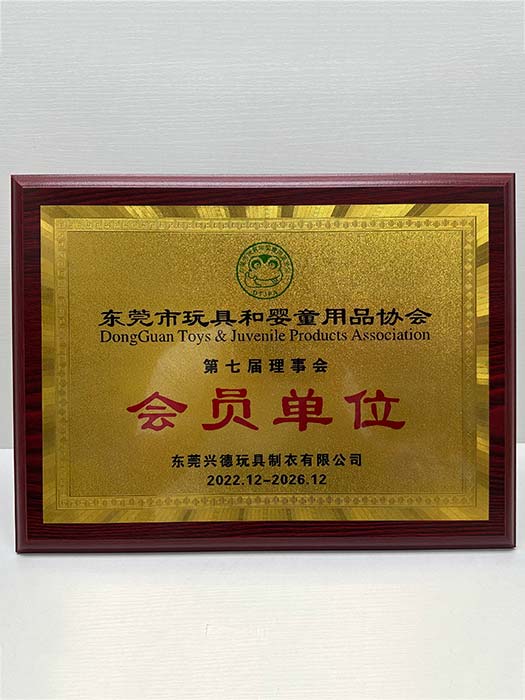 DTJPA
东莞市玩具和婴童用品协会
DongGuan Toys & Juvenile Products Association
第七届理事会
会员单位
东莞兴德玩具制衣有限公司
2022.12-2026.12